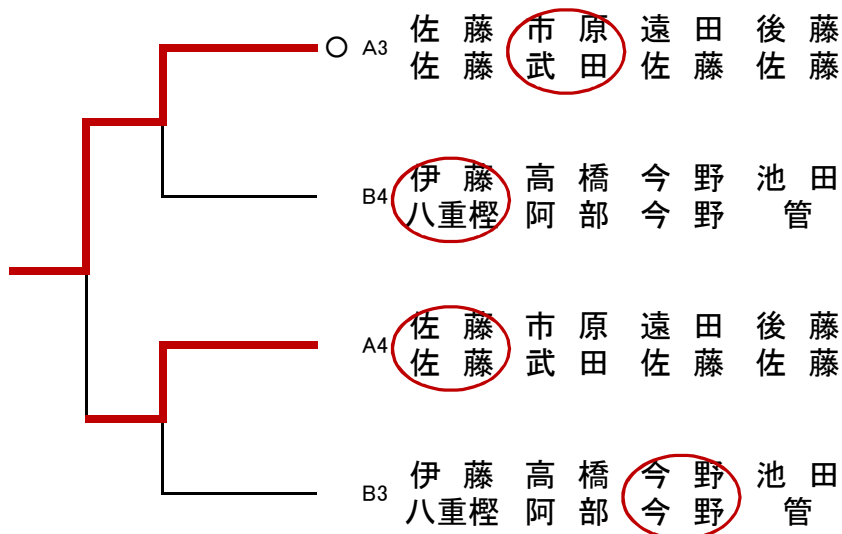 ○ A3 佐藤 市原 遠田 後藤
佐藤 武田 佐藤 佐藤
B4 伊藤 高橋 今野 池田
八重樫 阿部 今野 管
A4 佐藤 市原 遠田 後藤
佐藤 武田 佐藤 佐藤
B3 伊藤 高橋 今野 池田
八重樫 阿部 今野 管